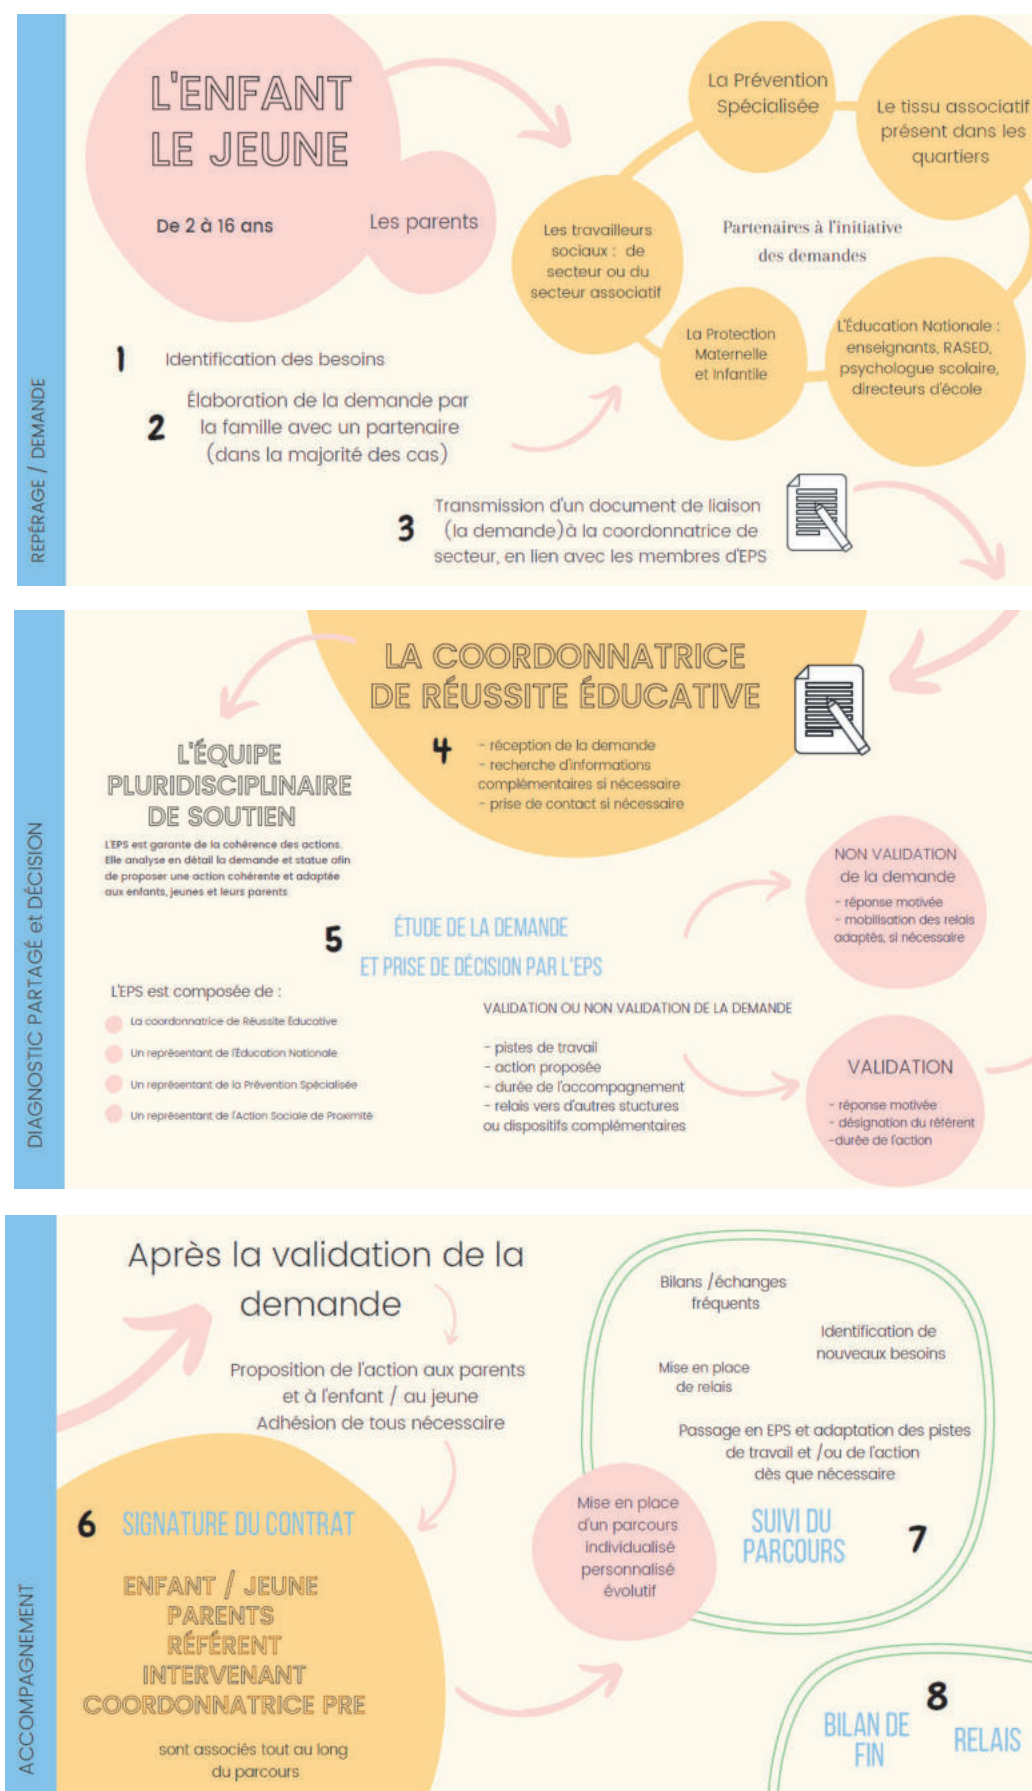 L'ENFANT
LE JEUNE
De 2 à 16 ans
Les parents
La Prévention
Spécialisée
Le tissu associatif
présent dans les
quartiers
Les travailleurs
sociaux : de
secteur ou du
secteur associatif
Partenaires à l'initiative
des demandes
La Protection
Maternelle
et Infantile
L'Éducation Nationale :
enseignants, RASED,
psychologue scolaire,
directeurs d'école
REPÉRAGE / DEMANDE
1 Identification des besoins
2 Élaboration de la demande par
la famille avec un partenaire
(dans la majorité des cas)
3 Transmission d'un document de liaison
(la demande)à la coordonnatrice de
secteur, en lien avec les membres d'EPS
DIAGNOSTIC PARTAGÉ et DÉCISION
LA COORDONNATRICE
DE RÉUSSITE ÉDUCATIVE
4 - réception de la demande
- recherche d'informations
complémentaires si nécessaire
- prise de contact si nécessaire
L'ÉQUIPE
PLURIDISCIPLINAIRE
DE SOUTIEN
L'EPS est garante de la cohérence des actions.
Elle analyse en détail la demande et statue afin
de proposer une action cohérente et adaptée
aux enfants, jeunes et leurs parents
5 ÉTUDE DE LA DEMANDE
ET PRISE DE DÉCISION PAR L'EPS
L'EPS est composée de :
La coordonnatrice de Réussite Éducative
Un représentant de l'Éducation Nationale
Un représentant de la Prévention Spécialisée
Un représentant de l'Action Sociale de Proximité
VALIDATION OU NON VALIDATION DE LA DEMANDE
- pistes de travail
- action proposée
- durée de l'accompagnement
- relais vers d'autres stuctures
ou dispositifs complémentaires
NON VALIDATION
de la demande
- réponse motivée
- mobilisation des relais
adaptés, si nécessaire
VALIDATION
- réponse motivée
- désignation du référent
-durée de l'action
ACCOMPAGNEMENT
Après la validation de la
demande
Proposition de l'action aux parents
et à l'enfant / au jeune
Adhésion de tous nécessaire
6 SIGNATURE DU CONTRAT
ENFANT / JEUNE
PARENTS
RÉFÉRENT
INTERVENANT
COORDONNATRICE PRE
sont associés tout au long
du parcours
Bilans /échanges
fréquents
Identification de
nouveaux besoins
Mise en place
de relais
Passage en EPS et adaptation des pistes
de travail et /ou de l'action
dès que nécessaire
Mise en place
d'un parcours
individualisé
personnalisé
évolutif
SUIVI DU
PARCOURS
7
8
BILAN DE
FIN
RELAIS